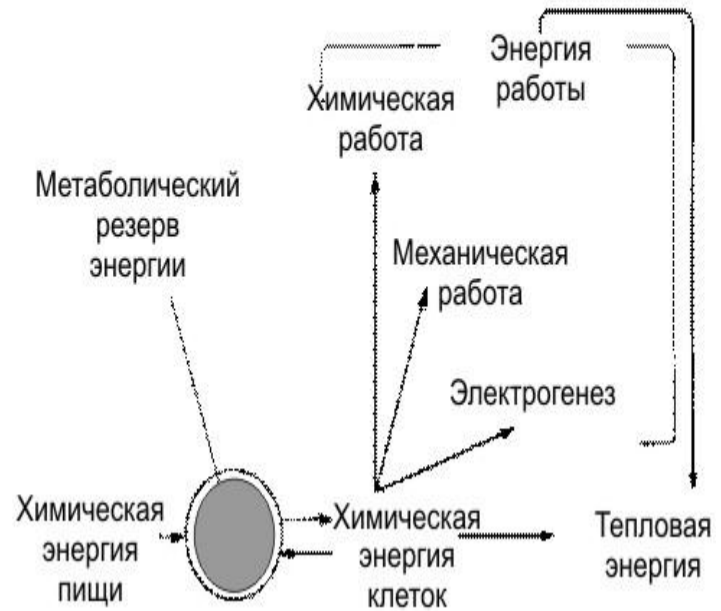 Энергия
работы
Химическая
работа
Метаболический
резерв
энергии
Механическая
работа
Электрогенез
Химическая
энергия
пищи
Химическая
энергия
клеток
Тепловая
энергия